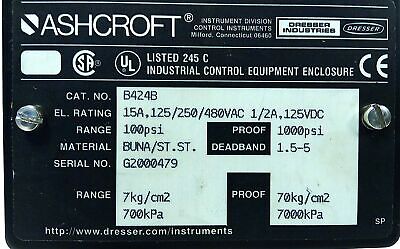 ASHCROFT®
INSTRUMENT DIVISION
CONTROL INSTRUMENTS
Milford, Connecticut 06460
DRESSER
INDUSTRIES
DRESSER
SA
®
UL
®
LISTED 245 C
INDUSTRIAL CONTROL EQUIPMENT ENCLOSURE
CE
CAT. NO. B424B
EL. RATING 15A,125/250/480VAC 1/2A,125VDC
RANGE 100psi PROOF 1000psi
MATERIAL BUNA/ST.ST. DEADBAND 1.5-5
SERIAL NO. G2000479
RANGE 7kg/cm2 PROOF 70kg/cm2
700kPa 7000kPa
http://www.dresser.com/instruments
SP